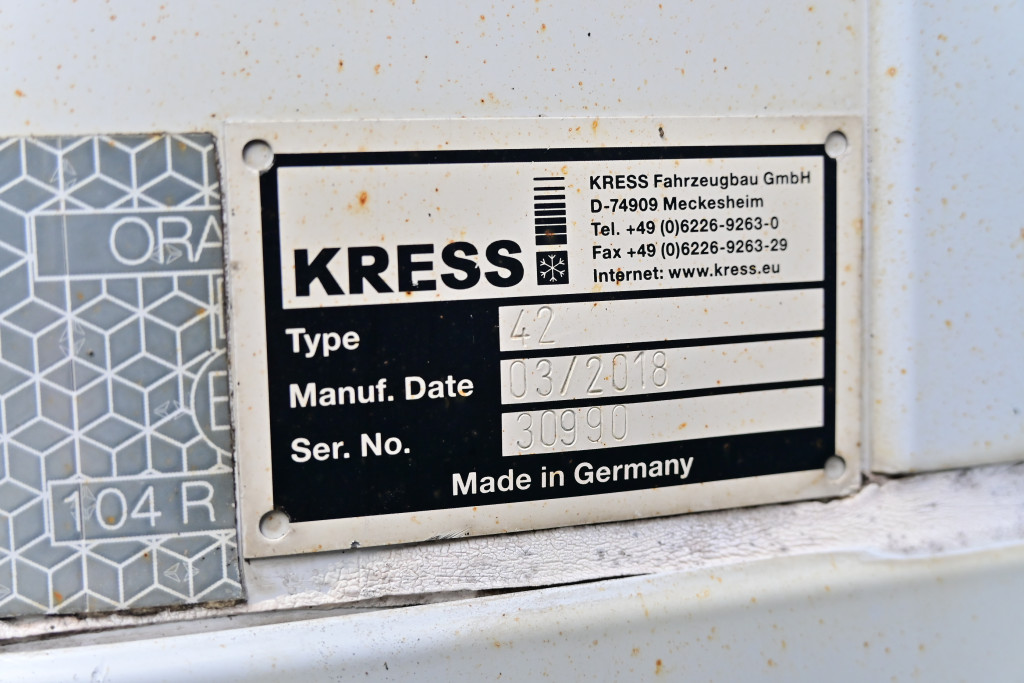 ORA
104 R
KRESS
KRESS Fahrzeugbau GmbH
D-74909 Meckesheim
Tel. +49 (0)6226-9263-0
Fax +49 (0)6226-9263-29
Internet: www.kress.eu
Type 42
Manuf. Date 03/2018
Ser. No. 30990
Made in Germany